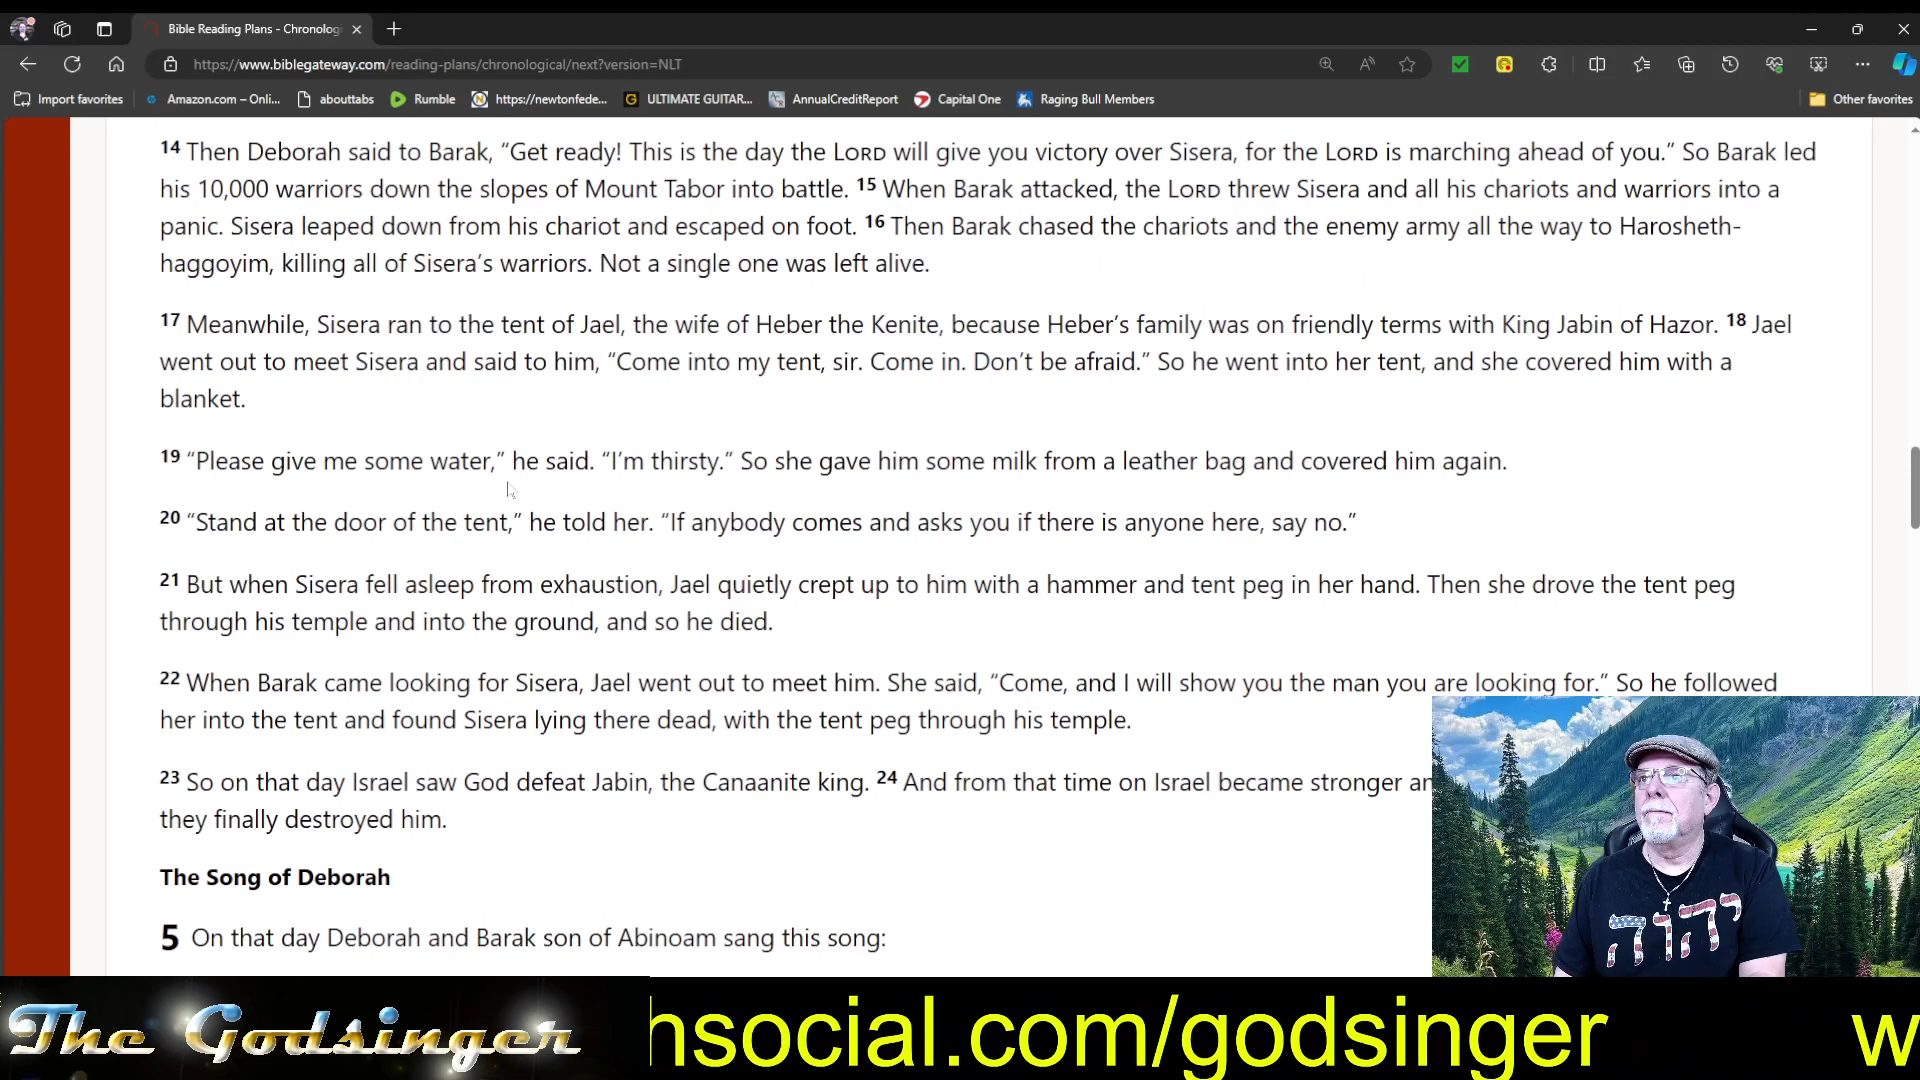 Bible Reading Plans - Chronologi
https://www.biblegateway.com/reading-plans/chronological/next?version=NLT
Import favorites Amazon.com – Onli... abouttabs Rumble https://newtonfede... ULTIMATE GUITAR... AnnualCreditReport Capital One Raging Bull Members Other favorites
14 Then Deborah said to Barak, “Get ready! This is the day the LORD will give you victory over Sisera, for the LORD is marching ahead of you.” So Barak led
his 10,000 warriors down the slopes of Mount Tabor into battle. 15 When Barak attacked, the LORD threw Sisera and all his chariots and warriors into a
panic. Sisera leaped down from his chariot and escaped on foot. 16 Then Barak chased the chariots and the enemy army all the way to Harosheth-
haggoyim, killing all of Sisera’s warriors. Not a single one was left alive.
17 Meanwhile, Sisera ran to the tent of Jael, the wife of Heber the Kenite, because Heber’s family was on friendly terms with King Jabin of Hazor. 18 Jael
went out to meet Sisera and said to him, “Come into my tent, sir. Come in. Don’t be afraid.” So he went into her tent, and she covered him with a
blanket.
19 “Please give me some water,” he said. “I’m thirsty.” So she gave him some milk from a leather bag and covered him again.
20 “Stand at the door of the tent,” he told her. “If anybody comes and asks you if there is anyone here, say no.”
21 But when Sisera fell asleep from exhaustion, Jael quietly crept up to him with a hammer and tent peg in her hand. Then she drove the tent peg
through his temple and into the ground, and so he died.
22 When Barak came looking for Sisera, Jael went out to meet him. She said, “Come, and I will show you the man you are looking for.” So he followed
her into the tent and found Sisera lying there dead, with the tent peg through his temple.
23 So on that day Israel saw God defeat Jabin, the Canaanite king. 24 And from that time on Israel became stronger an
they finally destroyed him.
The Song of Deborah
5 On that day Deborah and Barak son of Abinoam sang this song:
יהוה
The Godsinger
hsocial.com/godsinger w